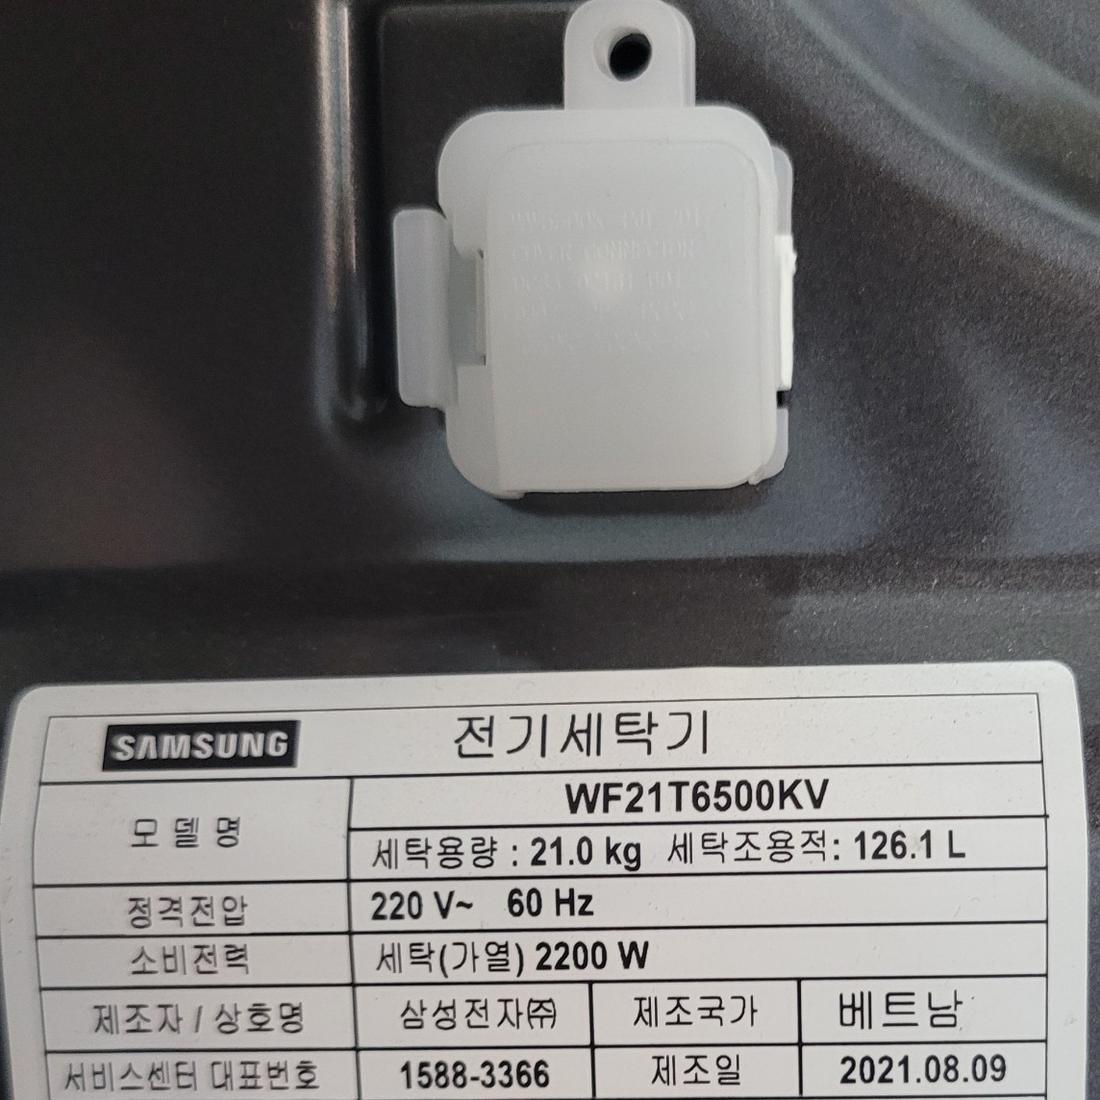 COVER CONNECTOR
SAMSUNG 전기세탁기
모델명 WF21T6500KV
세탁용량 : 21.0 kg 세탁조용적: 126.1 L
정격전압 220 V~ 60 Hz
소비전력 세탁(가열) 2200 W
제조자 / 상호명 삼성전자㈜ 제조국가 베트남
서비스센터 대표번호 1588-3366 제조일 2021.08.09